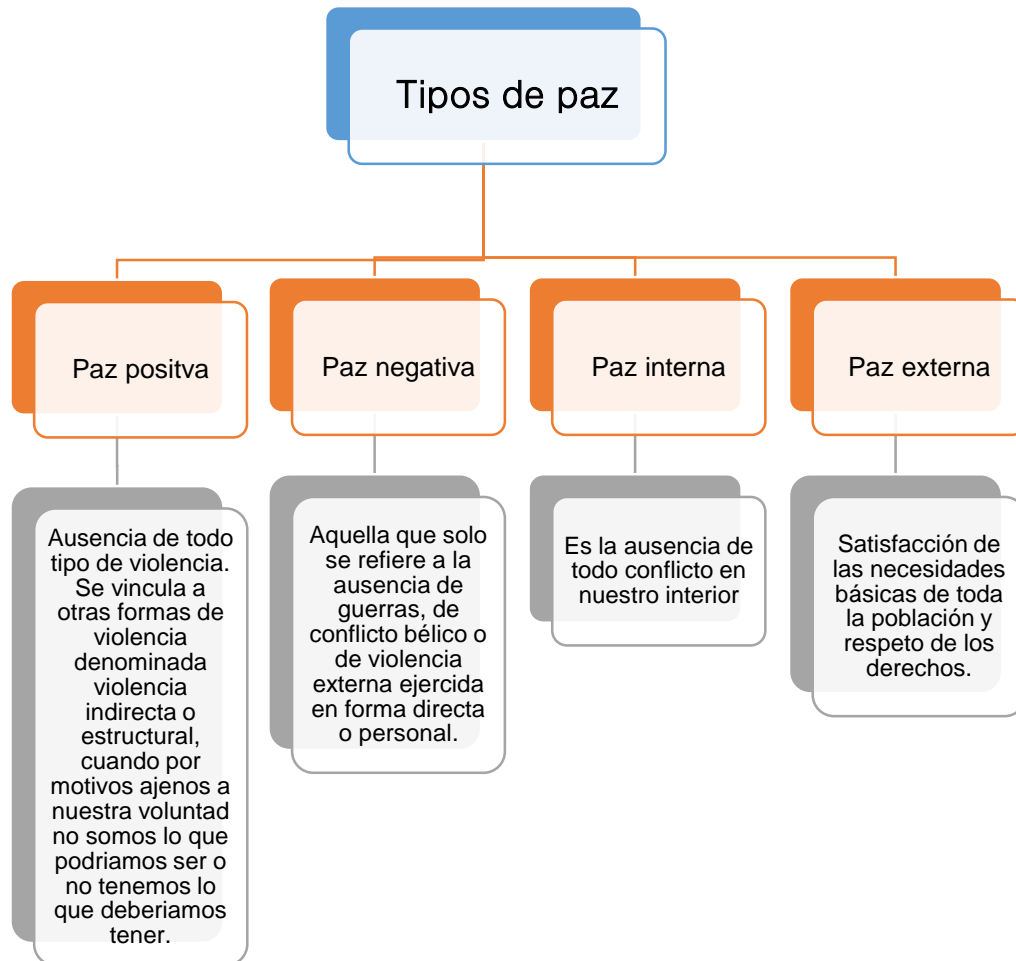 Tipos de paz
Paz positva
Paz negativa
Paz interna
Paz externa
Ausencia de todo
tipo de violencia.
Se vincula a
otras formas de
violencia
denominada
violencia
indirecta o
estructural,
cuando por
motivos ajenos a
nuestra voluntad
no somos lo que
podriamos ser o
no tenemos lo
que deberiamos
tener.
Aquella que solo
se refiere a la
ausencia de
guerras, de
conflicto bélico o
de violencia
externa ejercida
en forma directa
o personal.
Es la ausencia de
todo conflicto en
nuestro interior
Satisfacción de
las necesidades
básicas de toda
la población y
respeto de los
derechos.